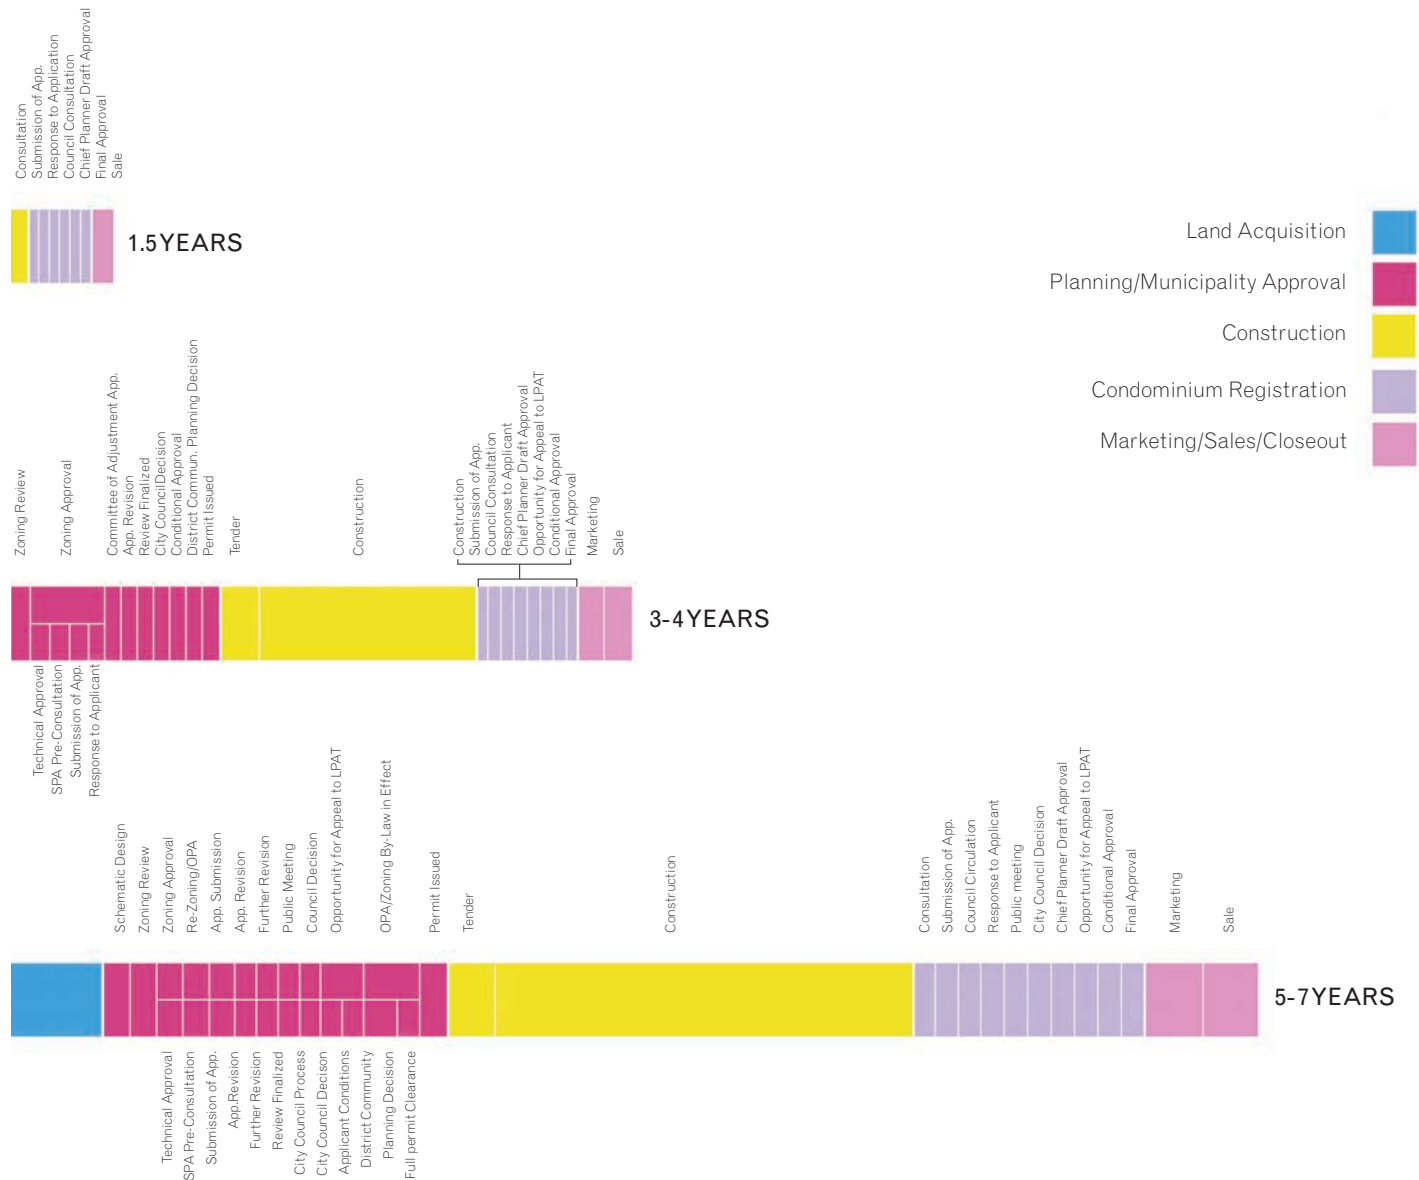 Consultation
Submission of App.
Response to Application
Council Consultation
Chief Planner Draft Approval
Final Approval
Sale
1.5 YEARS
Land Acquisition
Planning/Municipality Approval
Construction
Condominium Registration
Marketing/Sales/Closeout
Zoning Review
Zoning Approval
Committee of Adjustment App.
App. Revision
Review Finalized
City Council Decision
Conditional Approval
District Commun. Planning Decision
Permit Issued
Tender
Construction
Construction
Submission of App.
Council Consultation
Response to Applicant
Chief Planner Draft Approval
Opportunity for Appeal to LPAT
Conditional Approval
Final Approval
Marketing
Sale
3-4 YEARS
Technical Approval
SPA Pre-Consultation
Submission of App.
Response to Applicant
Schematic Design
Zoning Review
Zoning Approval
Re-Zoning/OPA
App. Submission
App. Revision
Further Revision
Public Meeting
Council Decision
Opportunity for Appeal to LPAT
OPA/Zoning By-Law in Effect
Permit Issued
Tender
Construction
Consultation
Submission of App.
Council Circulation
Response to Applicant
Public meeting
City Council Decision
Chief Planner Draft Approval
Opportunity for Appeal to LPAT
Conditional Approval
Final Approval
Marketing
Sale
5-7 YEARS
Technical Approval
SPA Pre-Consultation
Submission of App.
App.Revision
Further Revision
Review Finalized
City Council Process
City Council Decison
Applicant Conditions
District Community
Planning Decision
Full permit Clearance